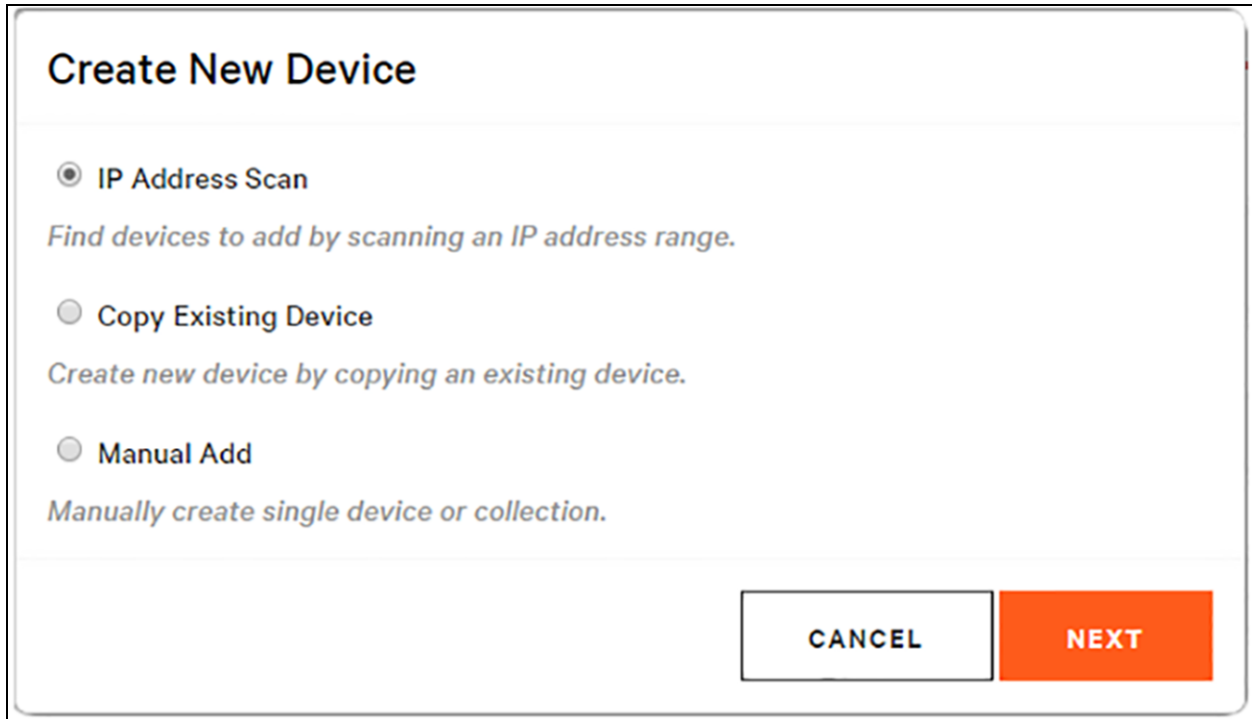 Create New Device
IP Address Scan
Find devices to add by scanning an IP address range.
Copy Existing Device
Create new device by copying an existing device.
Manual Add
Manually create single device or collection.
CANCEL NEXT